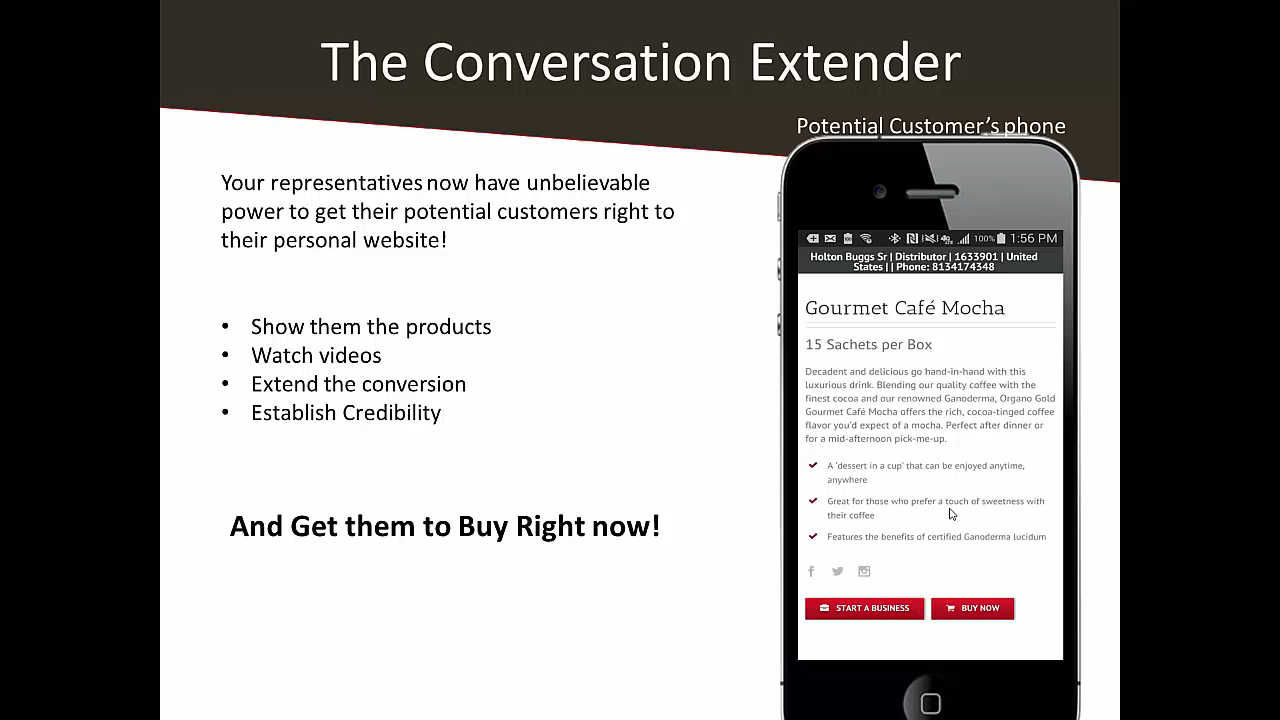 The Conversation Extender
Potential Customer's phone
Your representatives now have unbelievable
power to get their potential customers right to
their personal website!
• Show them the products
• Watch videos
• Extend the conversion
• Establish Credibility
And Get them to Buy Right now!
100% 1:56 PM
Holton Buggs Sr | Distributor | 1633901 | United
States | | Phone: 8134174348
Gourmet Café Mocha
15 Sachets per Box
Decadent and delicious go hand-in-hand with this
luxurious drink. Blending our quality coffee with the
finest cocoa and our renowned Ganoderma, Organo Gold
Gourmet Café Mocha offers the rich, cocoa-tinged coffee
flavor you'd expect of a mocha. Perfect after dinner or
for a mid-afternoon pick-me-up.
A 'dessert in a cup' that can be enjoyed anytime,
anywhere
Great for those who prefer a touch of sweetness with
their coffee
Features the benefits of certified Ganoderma lucidum
START A BUSINESS BUY NOW